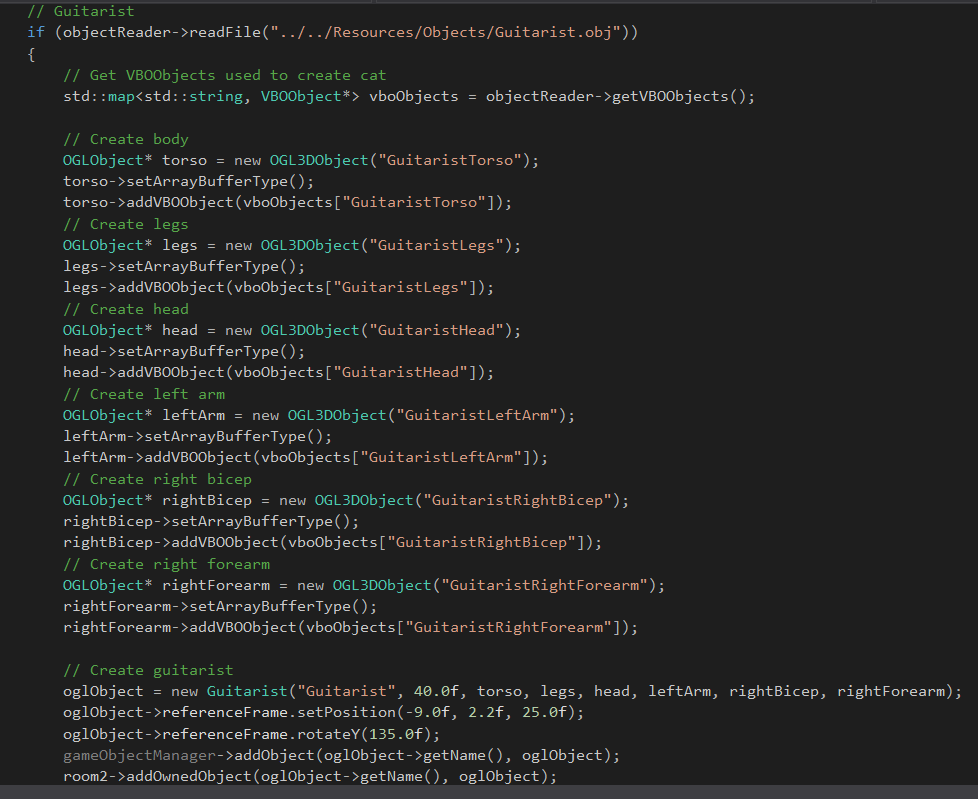 // Guitarist
if (objectReader->readFile("../../Resources/Objects/Guitarist.obj"))
{
    // Get VBOObjects used to create cat
    std::map<std::string, VBOObject*> vboObjects = objectReader->getVBOObjects();

    // Create body
    OGLObject* torso = new OGL3DObject("GuitaristTorso");
    torso->setArrayBufferType();
    torso->addVBOObject(vboObjects["GuitaristTorso"]);
    // Create legs
    OGLObject* legs = new OGL3DObject("GuitaristLegs");
    legs->setArrayBufferType();
    legs->addVBOObject(vboObjects["GuitaristLegs"]);
    // Create head
    OGLObject* head = new OGL3DObject("GuitaristHead");
    head->setArrayBufferType();
    head->addVBOObject(vboObjects["GuitaristHead"]);
    // Create left arm
    OGLObject* leftArm = new OGL3DObject("GuitaristLeftArm");
    leftArm->setArrayBufferType();
    leftArm->addVBOObject(vboObjects["GuitaristLeftArm"]);
    // Create right bicep
    OGLObject* rightBicep = new OGL3DObject("GuitaristRightBicep");
    rightBicep->setArrayBufferType();
    rightBicep->addVBOObject(vboObjects["GuitaristRightBicep"]);
    // Create right forearm
    OGLObject* rightForearm = new OGL3DObject("GuitaristRightForearm");
    rightForearm->setArrayBufferType();
    rightForearm->addVBOObject(vboObjects["GuitaristRightForearm"]);

    // Create guitarist
    oglObject = new Guitarist("Guitarist", 40.0f, torso, legs, head, leftArm, rightBicep, rightForearm);
    oglObject->referenceFrame.setPosition(-9.0f, 2.2f, 25.0f);
    oglObject->referenceFrame.rotateY(135.0f);
    gameObjectManager->addObject(oglObject->getName(), oglObject);
    room2->addOwnedObject(oglObject->getName(), oglObject);